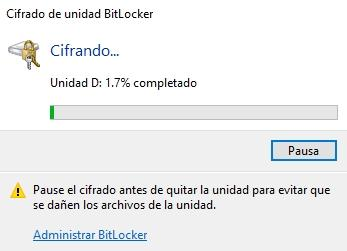 Cifrado de unidad BitLocker
Cifrando...
Unidad D: 1.7% completado
Pausa
Pause el cifrado antes de quitar la unidad para evitar que
se dañen los archivos de la unidad.
Administrar BitLocker